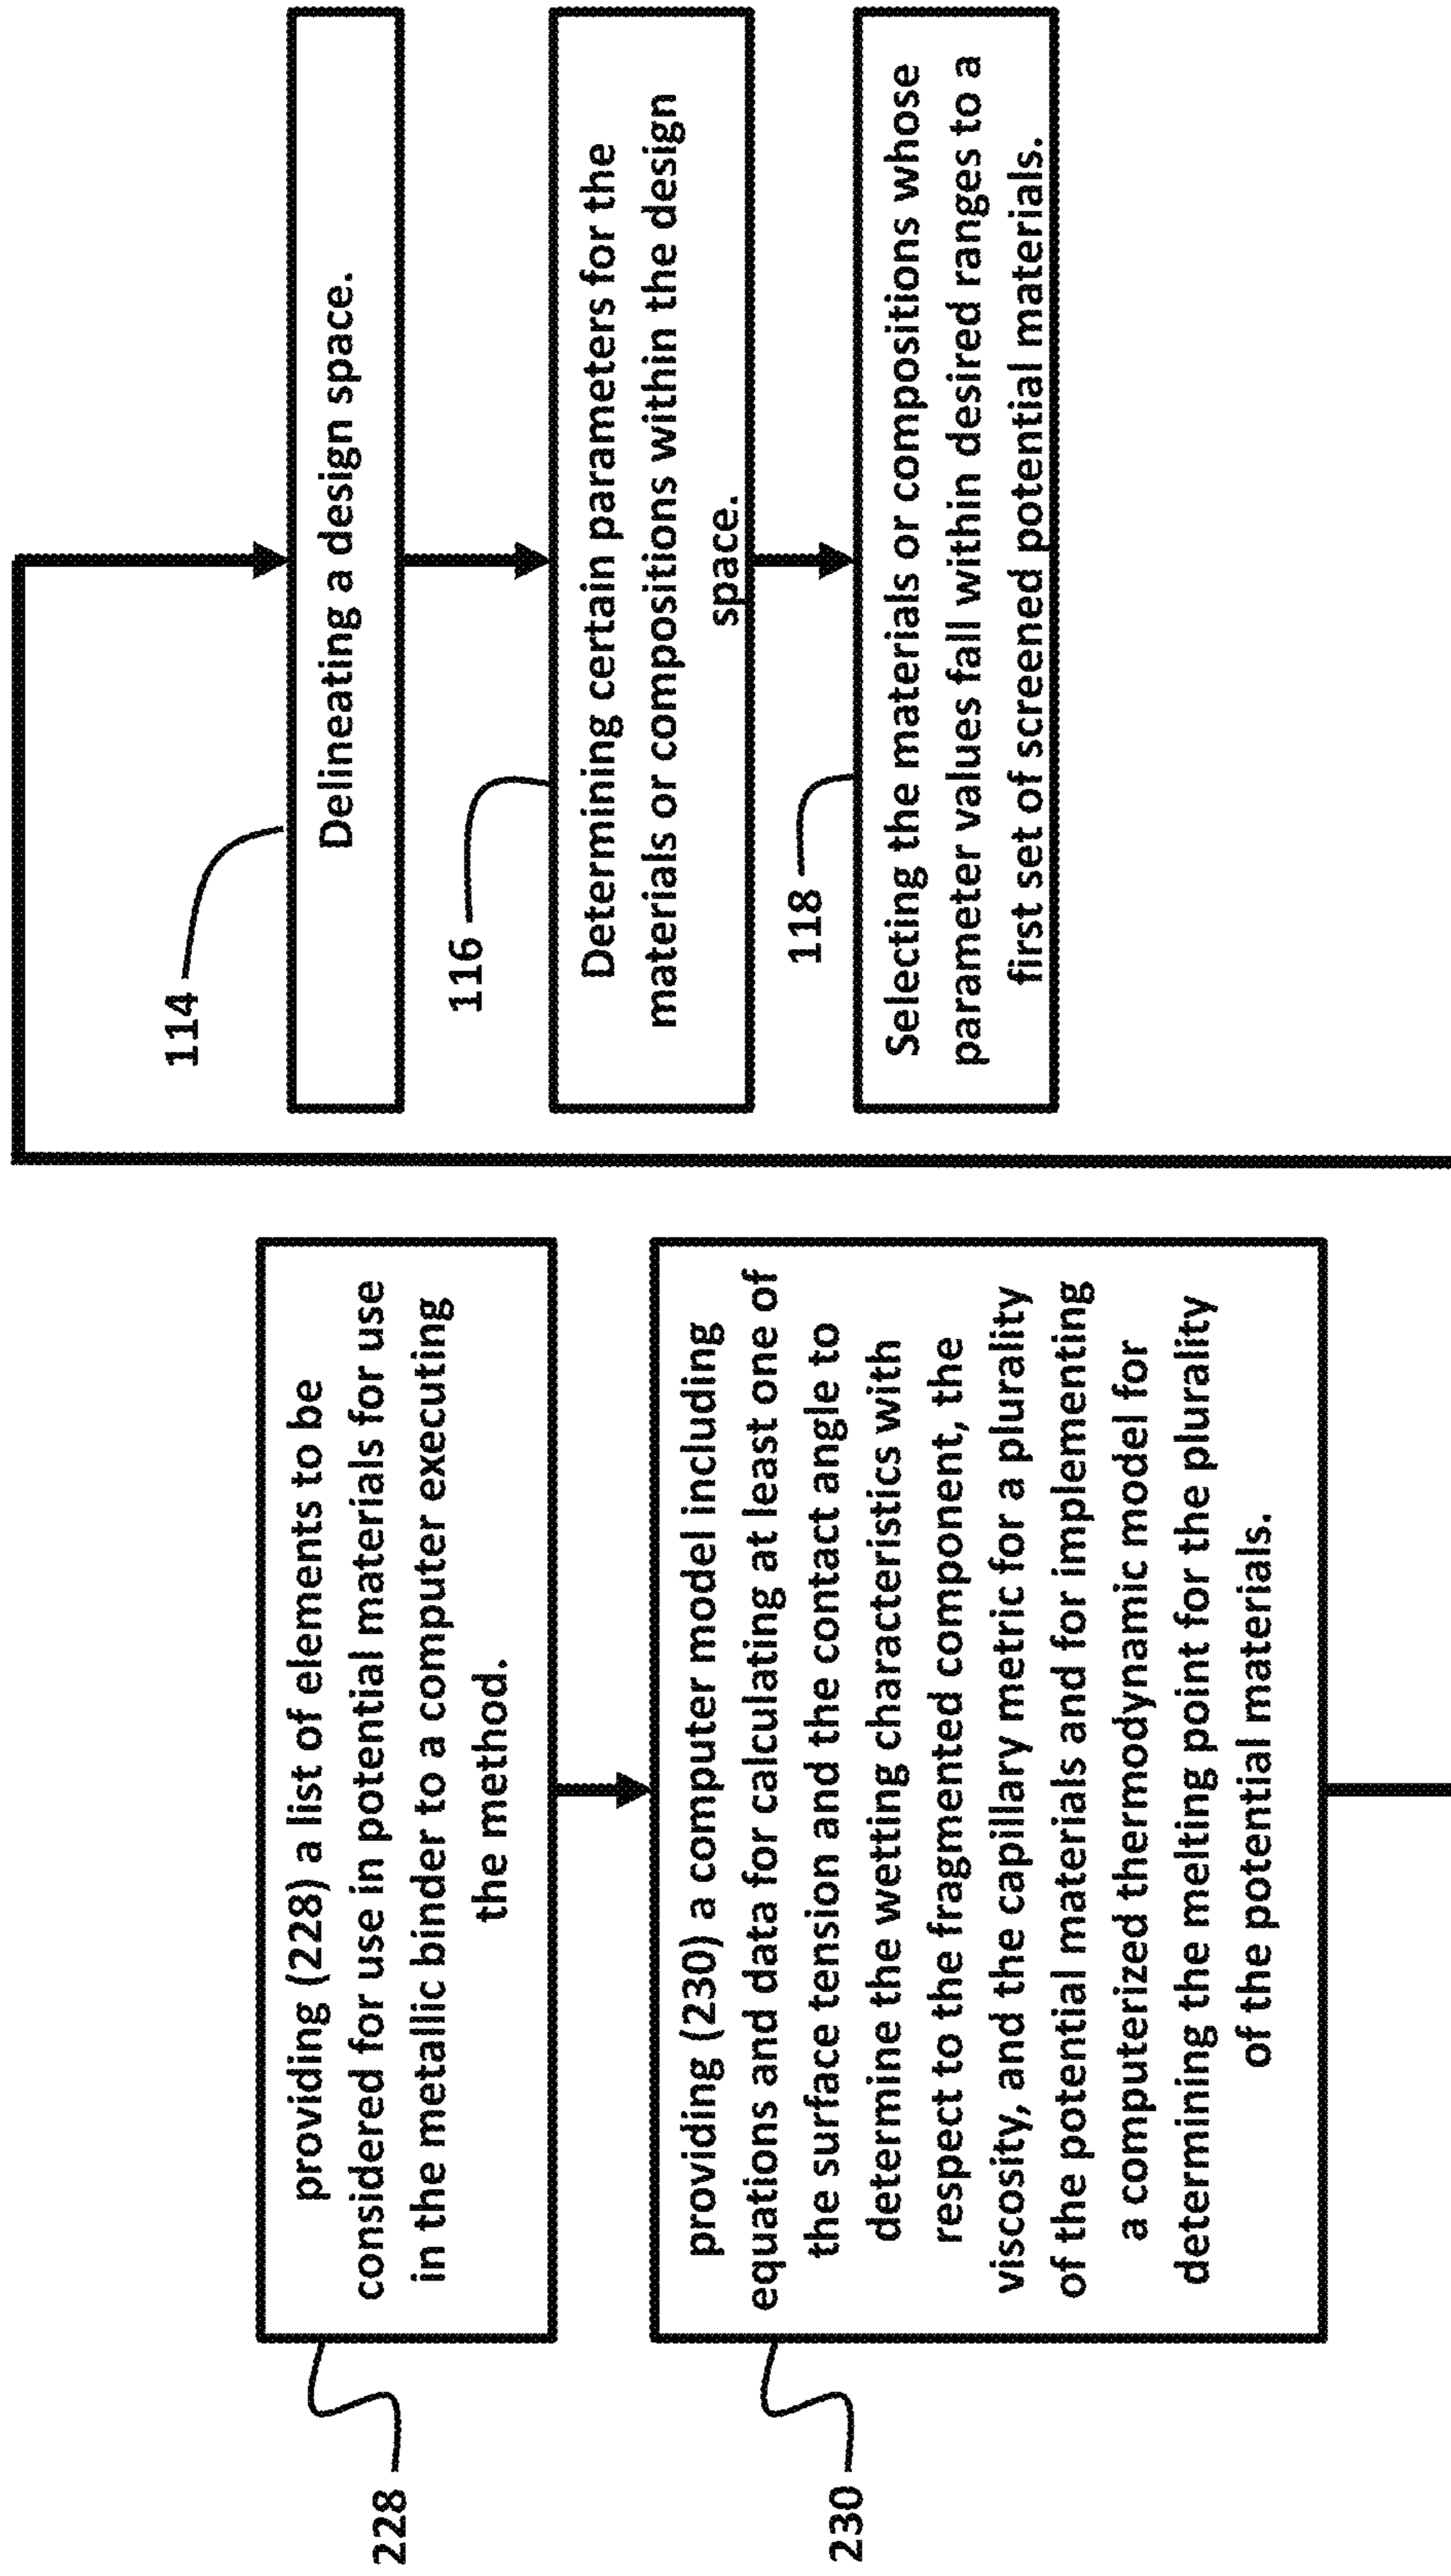 228
providing (228) a list of elements to be
considered for use in potential materials for use
in the metallic binder to a computer executing
the method.
230
providing (230) a computer model including
equations and data for calculating at least one of
the surface tension and the contact angle to
determine the wetting characteristics with
respect to the fragmented component, the
viscosity, and the capillary metric for a plurality
of the potential materials and for implementing
a computerized thermodynamic model for
determining the melting point for the plurality
of the potential materials.
114
Delineating a design space.
116
Determining certain parameters for the
materials or compositions within the design
space.
118
Selecting the materials or compositions whose
parameter values fall within desired ranges to a
first set of screened potential materials.